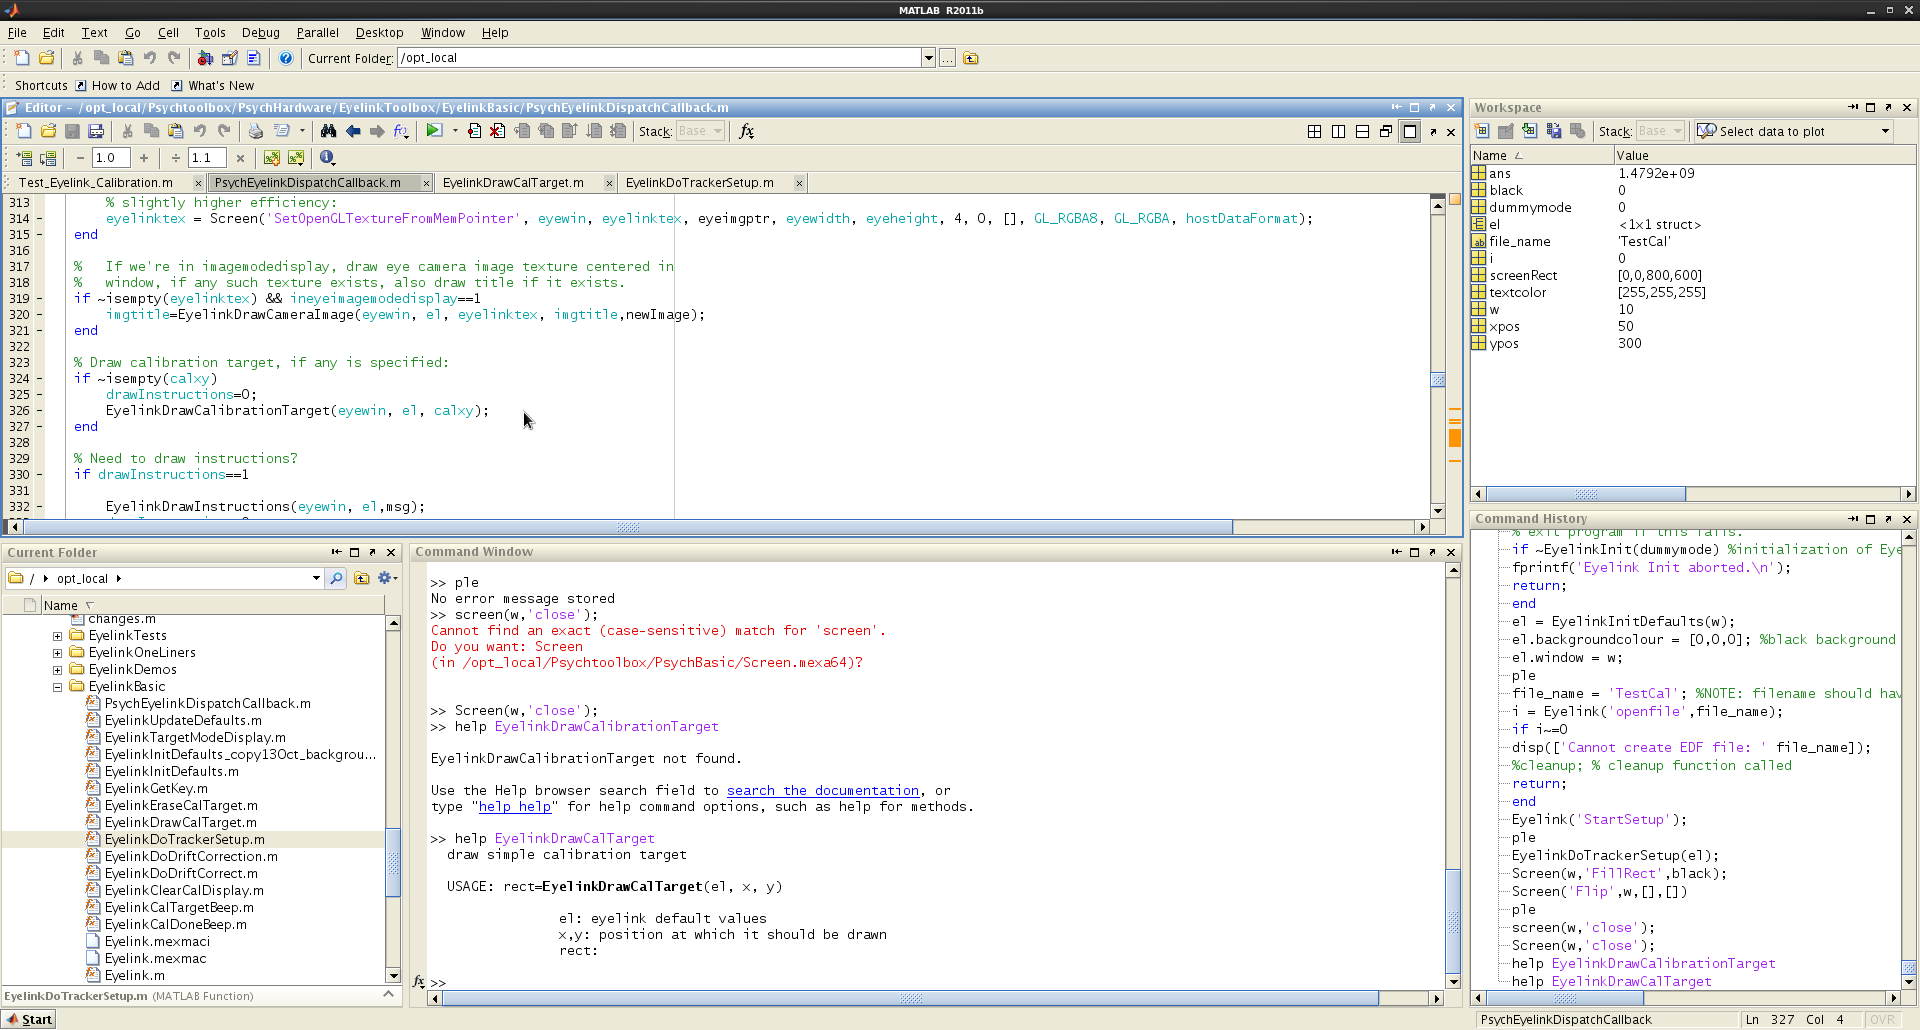 MATLAB R2011b
File Edit Text Go Cell Tools Debug Parallel Desktop Window Help
Current Folder: /opt_local
Shortcuts How to Add What's New
Editor - /opt_local/Psychtoolbox/PsychHardware/EyelinkToolbox/EyelinkBasic/PsychEyelinkDispatchCallback.m
Stack: Base fx
− 1.0 + ÷ 1.1 ×
Test_Eyelink_Calibration.m × PsychEyelinkDispatchCallback.m × EyelinkDrawCalTarget.m × EyelinkDoTrackerSetup.m ×
313 % slightly higher efficiency:
314 - eyelinktex = Screen('SetOpenGLTextureFromMemPointer', eyewin, eyelinktex, eyeimgptr, eyewidth, eyeheight, 4, 0, [], GL_RGBA8, GL_RGBA, hostDataFormat);
315 - end
316
317 % If we're in imagemodedisplay, draw eye camera image texture centered in
318 % window, if any such texture exists, also draw title if it exists.
319 - if ~isempty(eyelinktex) && ineyeimagemodedisplay==1
320 - imgtitle=EyelinkDrawCameraImage(eyewin, el, eyelinktex, imgtitle,newImage);
321 - end
322
323 % Draw calibration target, if any is specified:
324 - if ~isempty(calxy)
325 - drawInstructions=0;
326 - EyelinkDrawCalibrationTarget(eyewin, el, calxy);
327 - end
328
329 % Need to draw instructions?
330 - if drawInstructions==1
331
332 - EyelinkDrawInstructions(eyewin, el,msg);
Workspace
Stack: Base Select data to plot
Name Value
ans 1.4792e+09
black 0
dummymode 0
el <1x1 struct>
file_name 'TestCal'
i 0
screenRect [0,0,800,600]
textcolor [255,255,255]
w 10
xpos 50
ypos 300
Current Folder
/ opt_local
Name
changes.m
EyelinkTests
EyelinkOneLiners
EyelinkDemos
EyelinkBasic
PsychEyelinkDispatchCallback.m
EyelinkUpdateDefaults.m
EyelinkTargetModeDisplay.m
EyelinkInitDefaults_copy13Oct_backgrou...
EyelinkInitDefaults.m
EyelinkGetKey.m
EyelinkEraseCalTarget.m
EyelinkDrawCalTarget.m
EyelinkDoTrackerSetup.m
EyelinkDoDriftCorrection.m
EyelinkDoDriftCorrect.m
EyelinkClearCalDisplay.m
EyelinkCalTargetBeep.m
EyelinkCalDoneBeep.m
Eyelink.mexmaci
Eyelink.mexmac
Eyelink.m
EyelinkDoTrackerSetup.m (MATLAB Function)
Command Window
>> ple
No error message stored
>> screen(w,'close');
Cannot find an exact (case-sensitive) match for 'screen'.
Do you want: Screen
(in /opt_local/Psychtoolbox/PsychBasic/Screen.mexa64)?
>> Screen(w,'close');
>> help EyelinkDrawCalibrationTarget
EyelinkDrawCalibrationTarget not found.
Use the Help browser search field to search the documentation, or
type "help help" for help command options, such as help for methods.
>> help EyelinkDrawCalTarget
draw simple calibration target
USAGE: rect=EyelinkDrawCalTarget(el, x, y)
el: eyelink default values
x,y: position at which it should be drawn
rect:
fx >>
Command History
% exit program if this fails.
if ~EyelinkInit(dummymode) %initialization of Eye
fprintf('Eyelink Init aborted.\n');
return;
end
el = EyelinkInitDefaults(w);
el.backgroundcolour = [0,0,0]; %black background
el.window = w;
ple
file_name = 'TestCal'; %NOTE: filename should hav
i = Eyelink('openfile',file_name);
if i~=0
disp(['Cannot create EDF file: ' file_name]);
%cleanup; % cleanup function called
return;
end
Eyelink('StartSetup');
ple
EyelinkDoTrackerSetup(el);
Screen(w,'FillRect',black);
Screen('Flip',w,[],[])
ple
screen(w,'close');
Screen(w,'close');
help EyelinkDrawCalibrationTarget
help EyelinkDrawCalTarget
Start
PsychEyelinkDispatchCallback Ln 327 Col 4 OVR